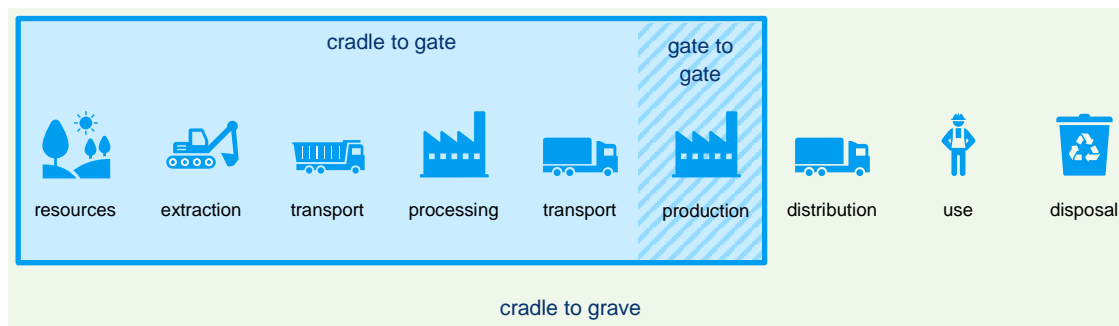 cradle to gate
gate to
gate
resources
extraction
transport
processing
transport
production
distribution
use
disposal
cradle to grave